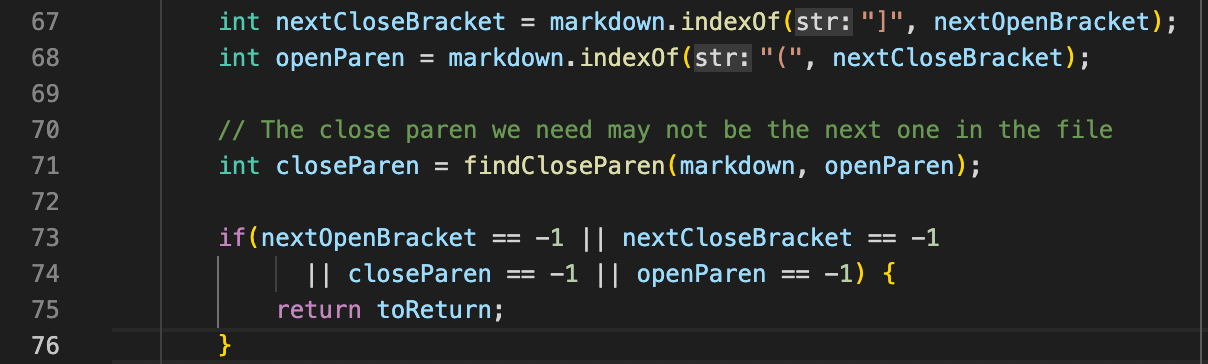 67 int nextCloseBracket = markdown.indexOf(str: "]", nextOpenBracket);
68 int openParen = markdown.indexOf(str: "(", nextCloseBracket);
69
70 // The close paren we need may not be the next one in the file
71 int closeParen = findCloseParen(markdown, openParen);
72
73 if(nextOpenBracket == -1 || nextCloseBracket == -1
74 || closeParen == -1 || openParen == -1) {
75 return toReturn;
76 }